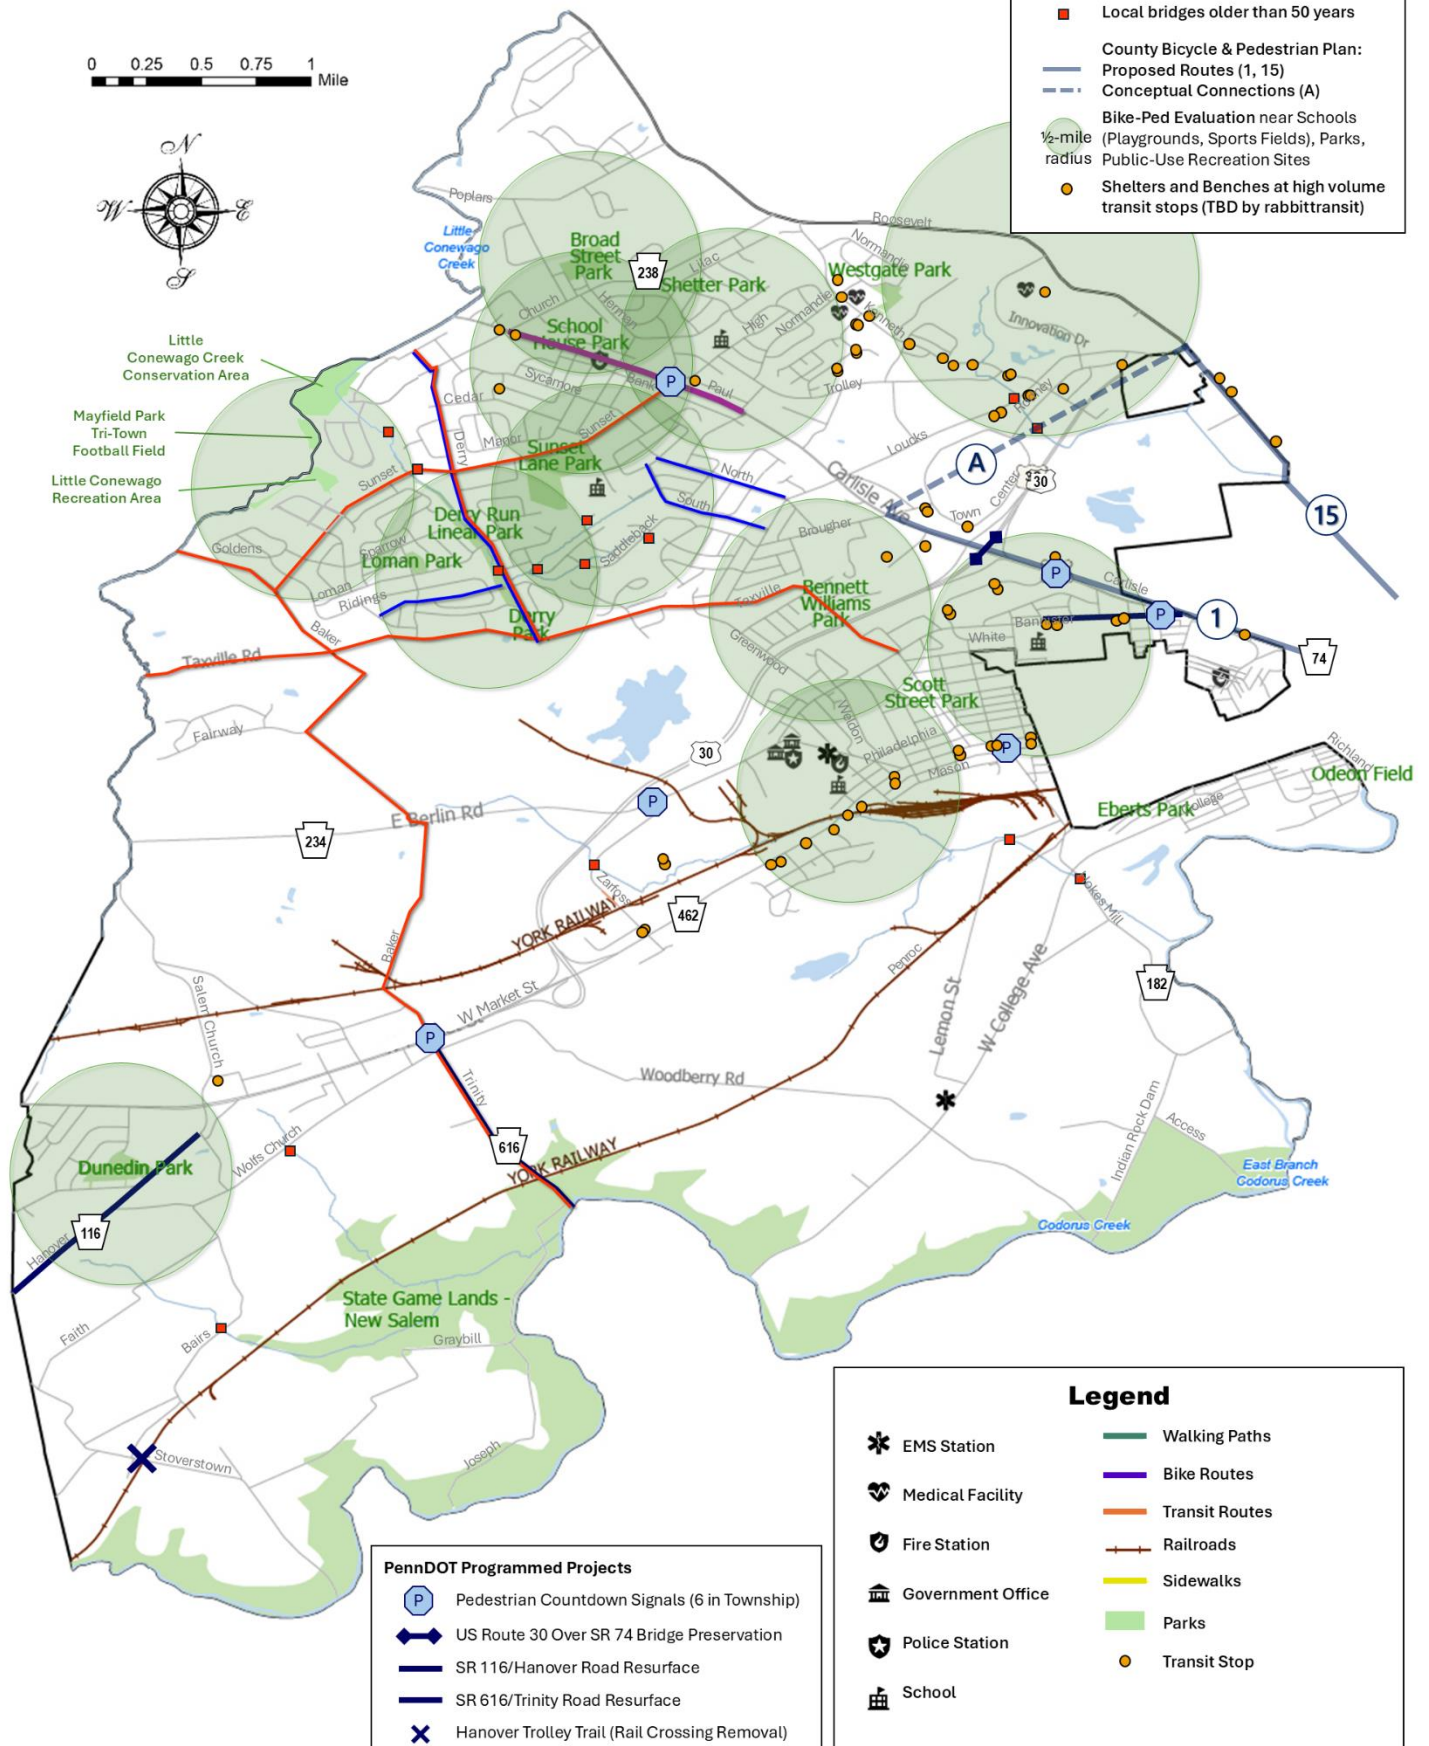 Local bridges older than 50 years
County Bicycle & Pedestrian Plan:
Proposed Routes (1, 15)
Conceptual Connections (A)
Bike-Ped Evaluation near Schools
½-mile
(Playgrounds, Sports Fields), Parks,
radius
Public-Use Recreation Sites
Shelters and Benches at high volume
transit stops (TBD by rabbittransit)
0 0.25 0.5 0.75 1
Mile
N
W E
S
Poplars
Little
Conewago
Creek
Roosevelt
Normandie
Broad
Street
Park
238
Lilac
Shetter Park
Westgate Park
Church
Herman
School
House Park
High
Normandie
Kenneth
Innovation Dr
Little
Conewago Creek
Conservation Area
Sycamore
Bank
Paul
Trolley
Rodney
P
Cedar
Mayfield Park
Tri-Town
Football Field
Derry
Manor
Sunset
Sunset
Lane Park
Loucks
Little Conewago
Recreation Area
Sunset
North
South
Carlisle Ave
A
Center
30
Town
15
Derry Run
Linear Park
Saddleback
Brougher
Goldens
Sparrow
Loman Park
Loman
Ridings
P
Carlisle
Bennett
Williams
Park
Taxville
Derry
Park
Bannister
P
1
White
Baker
Greenwood
Taxville Rd
74
Scott
Street Park
Fairway
Weldon
Philadelphia
Mason
P
30
Richland
Odeon Field
College
Eberts Park
P
E Berlin Rd
234
Zarfoss
462
YORK RAILWAY
Hokes Mill
Baker
Penroc
182
Salem Church
W Market St
Lemon St
W College Ave
P
Trinity
Woodberry Rd
Indian Rock Dam
Access
616
YORK RAILWAY
Wolfs Church
Dunedin Park
East Branch
Codorus Creek
116
Hanover
Codorus Creek
State Game Lands -
New Salem
Faith
Bairs
Graybill
Stoverstown
Joseph
PennDOT Programmed Projects
P
Pedestrian Countdown Signals (6 in Township)
US Route 30 Over SR 74 Bridge Preservation
SR 116/Hanover Road Resurface
SR 616/Trinity Road Resurface
Hanover Trolley Trail (Rail Crossing Removal)
Legend
EMS Station
Medical Facility
Fire Station
Government Office
Police Station
School
Walking Paths
Bike Routes
Transit Routes
Railroads
Sidewalks
Parks
Transit Stop